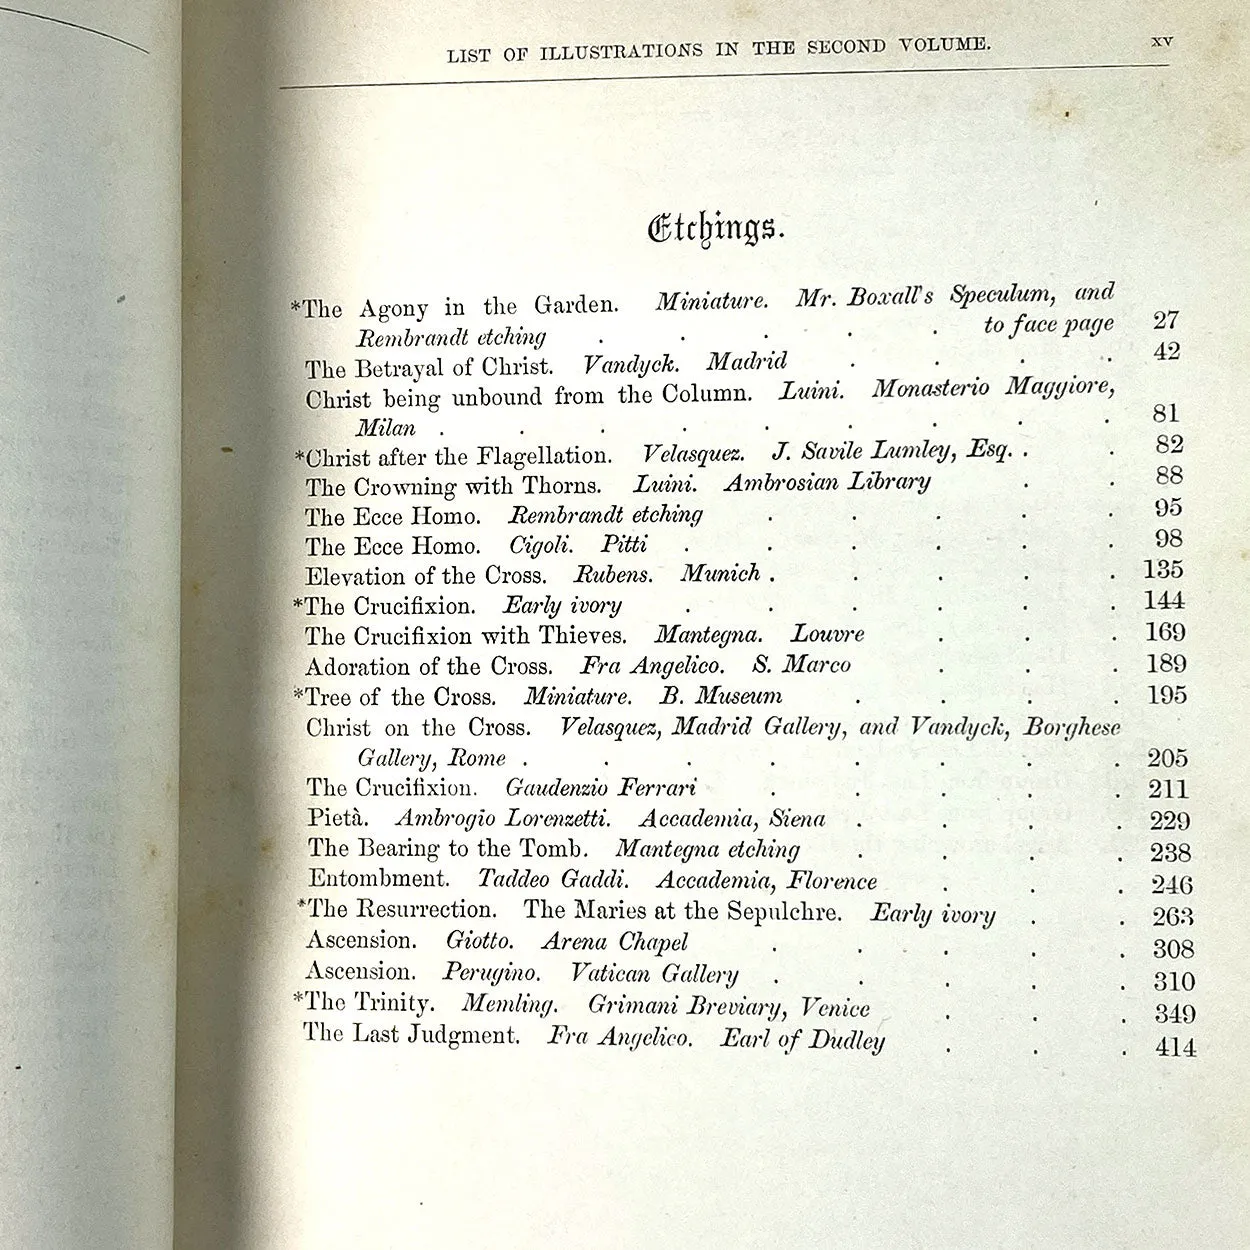 LIST OF ILLUSTRATIONS IN THE SECOND VOLUME. xv
Etchings.
*The Agony in the Garden. Miniature. Mr. Boxall's Speculum, and
Rembrandt etching . . . . . to face page 27
The Betrayal of Christ. Vandyck. Madrid . . . . 42
Christ being unbound from the Column. Luini. Monasterio Maggiore,
Milan . . . . . . . . . 81
*Christ after the Flagellation. Velasquez. J. Savile Lumley, Esq. . . 82
The Crowning with Thorns. Luini. Ambrosian Library . . 88
The Ecce Homo. Rembrandt etching . . . . . 95
The Ecce Homo. Cigoli. Pitti . . . . . . 98
Elevation of the Cross. Rubens. Munich . . . . . 135
*The Crucifixion. Early ivory . . . . . . 144
The Crucifixion with Thieves. Mantegna. Louvre . . . 169
Adoration of the Cross. Fra Angelico. S. Marco . . . 189
*Tree of the Cross. Miniature. B. Museum . . . . 195
Christ on the Cross. Velasquez, Madrid Gallery, and Vandyck, Borghese
Gallery, Rome . . . . . . . . 205
The Crucifixion. Gaudenzio Ferrari . . . . . 211
Pietà. Ambrogio Lorenzetti. Accademia, Siena . . . . 229
The Bearing to the Tomb. Mantegna etching . . . . 238
Entombment. Taddeo Gaddi. Accademia, Florence . . . 246
*The Resurrection. The Maries at the Sepulchre. Early ivory . . 263
Ascension. Giotto. Arena Chapel . . . . . 308
Ascension. Perugino. Vatican Gallery . . . . . 310
*The Trinity. Memling. Grimani Breviary, Venice . . . 349
The Last Judgment. Fra Angelico. Earl of Dudley . . . 414